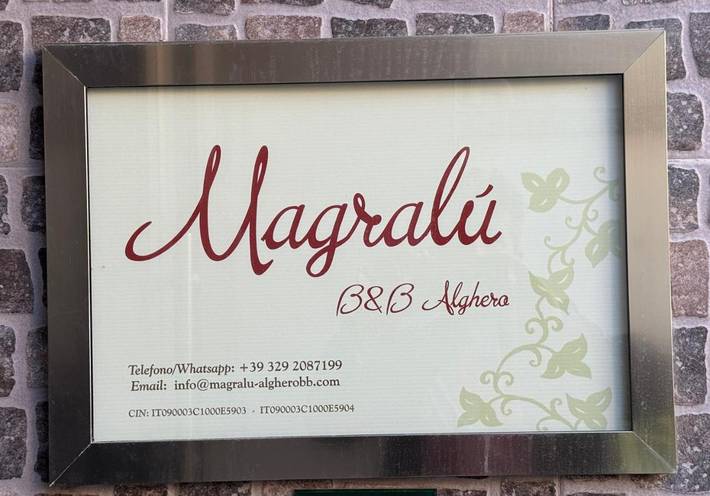 Magralú
B&B Alghero
Telefono/Whatsapp: +39 329 2087199
Email: info@magralu-algherobb.com
CIN: IT090003C1000E5903 - IT090003C1000E5904